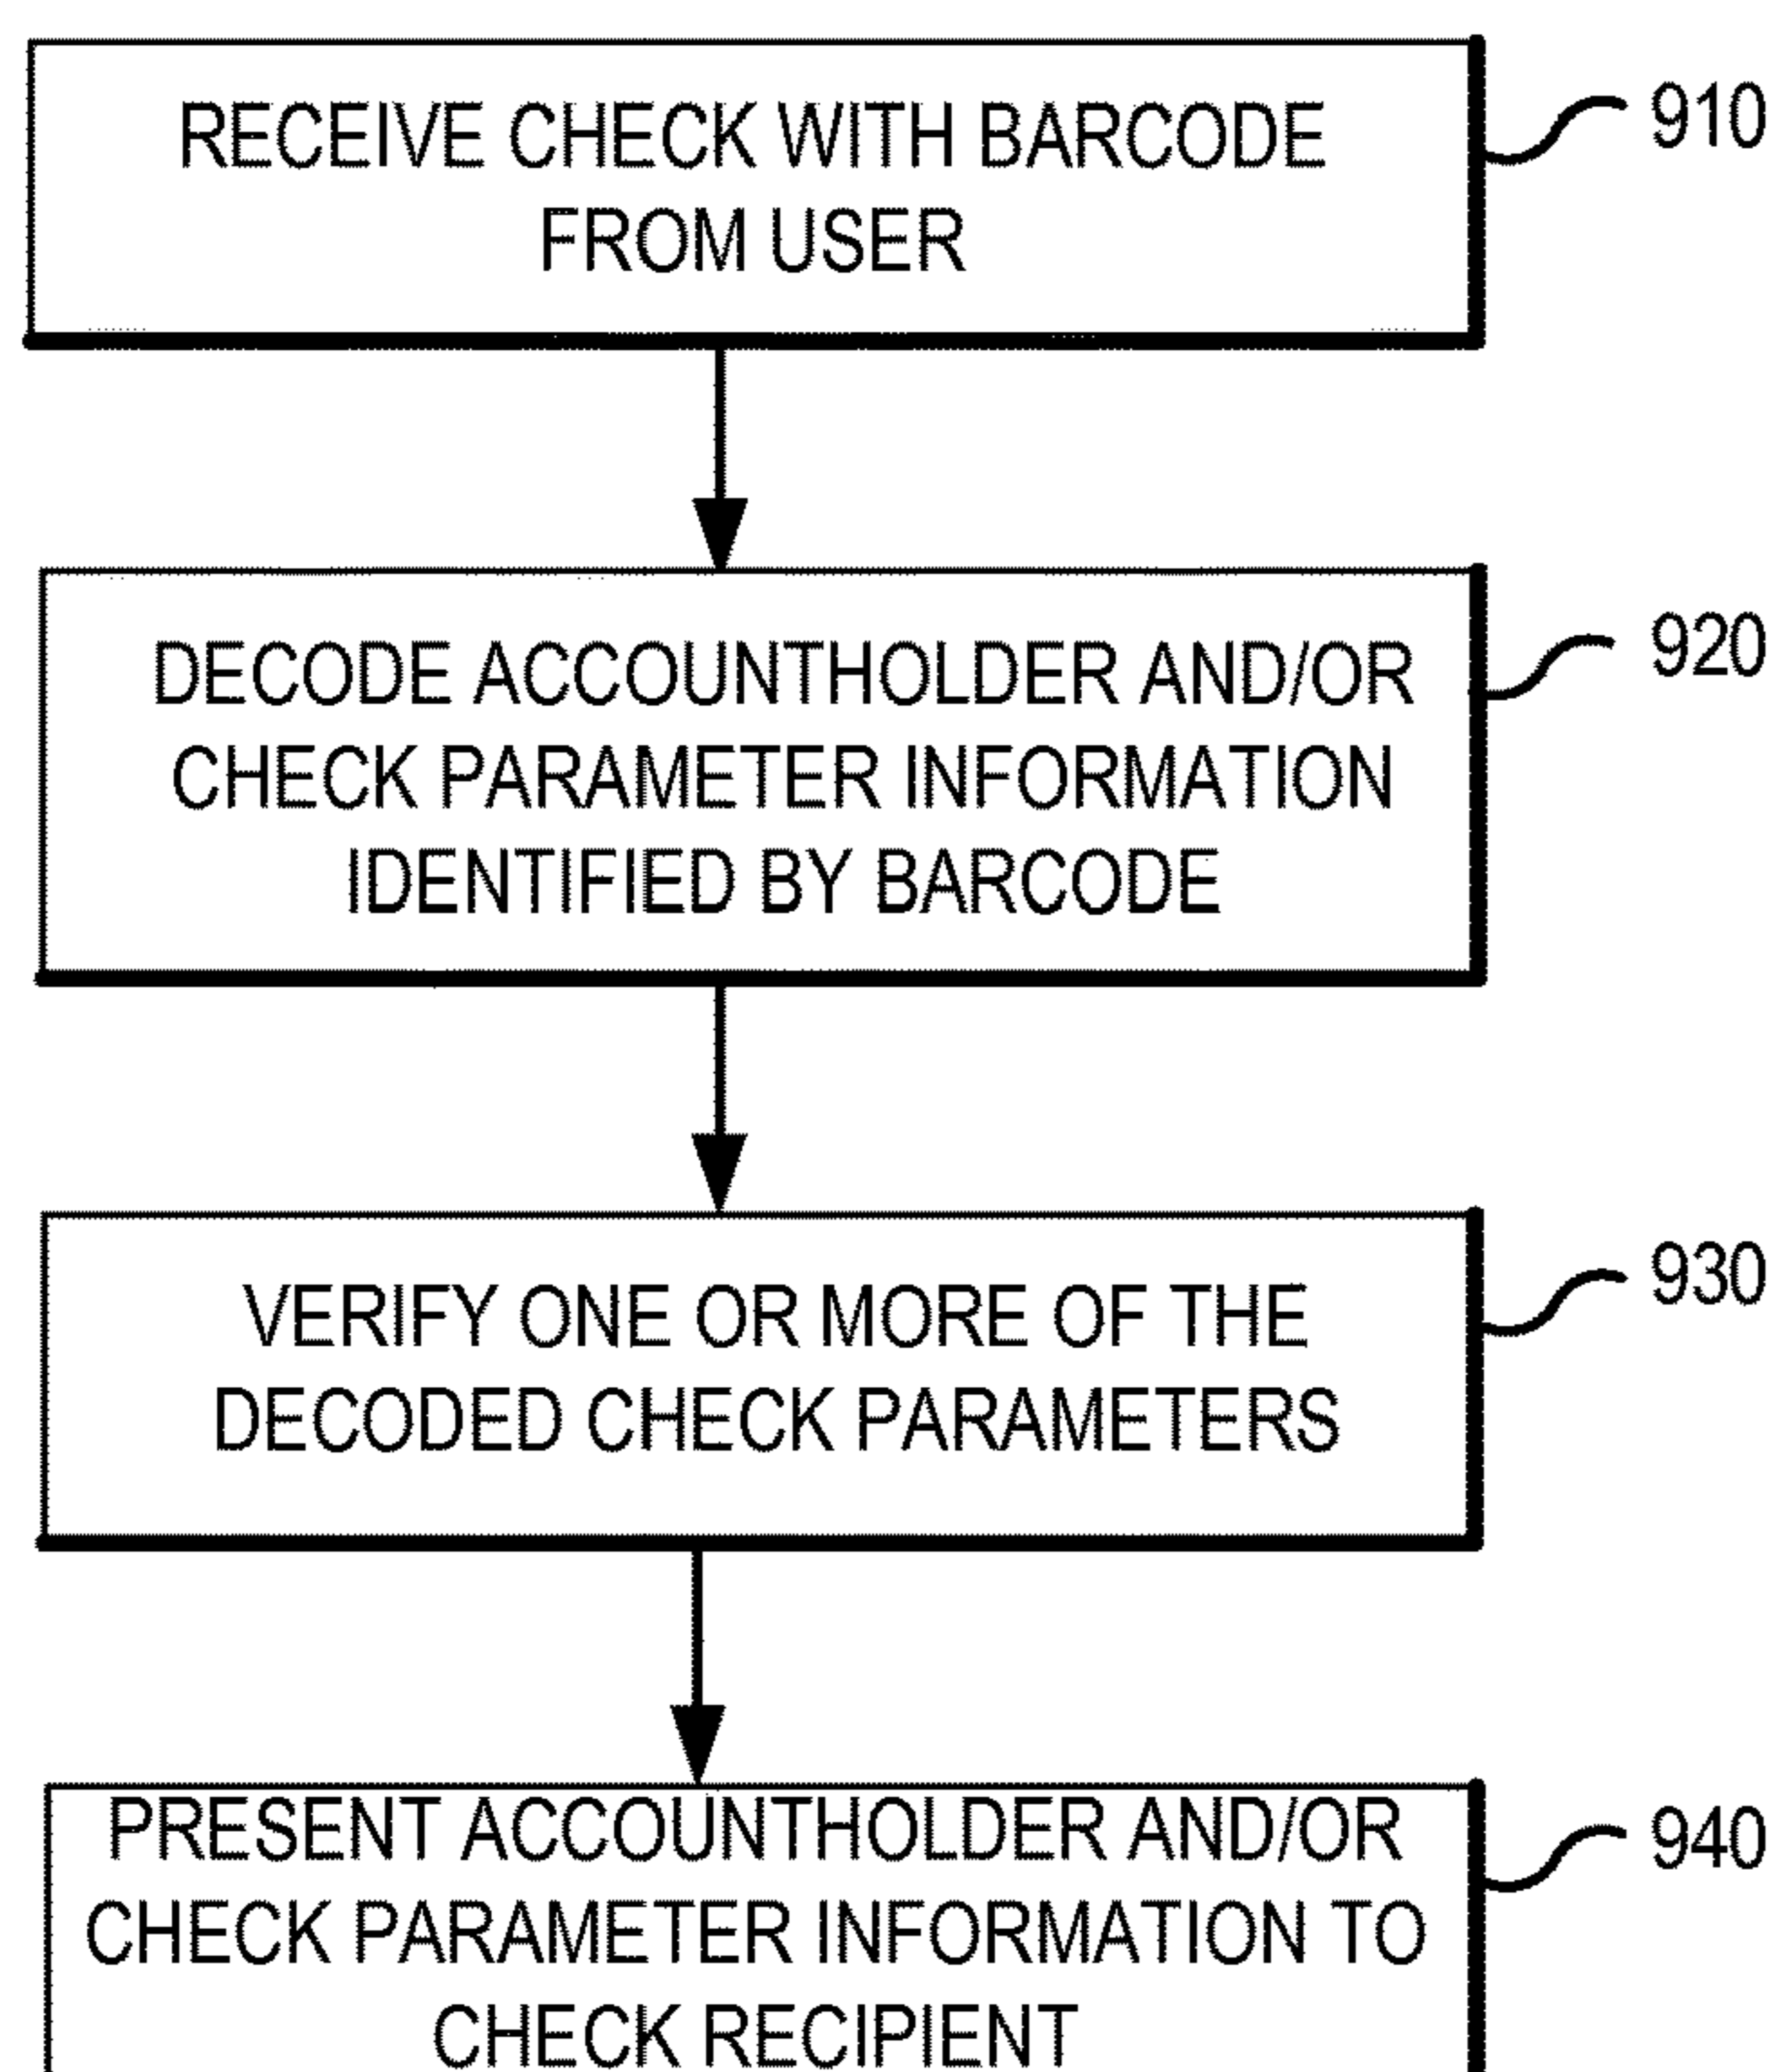 RECEIVE CHECK WITH BARCODE
FROM USER
910
DECODE ACCOUNTHOLDER AND/OR
CHECK PARAMETER INFORMATION
IDENTIFIED BY BARCODE
920
VERIFY ONE OR MORE OF THE
DECODED CHECK PARAMETERS
930
PRESENT ACCOUNTHOLDER AND/OR
CHECK PARAMETER INFORMATION TO
CHECK RECIPIENT
940